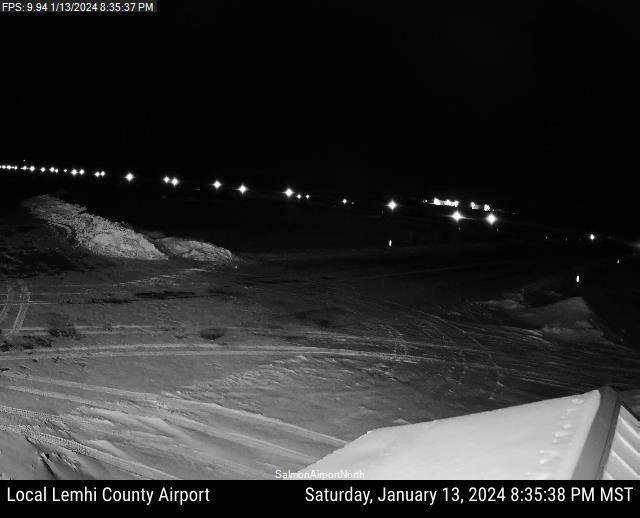 FPS: 9.94 1/13/2024 8:35:37 PM
SalmonAirportNorth
Local Lemhi County Airport Saturday, January 13, 2024 8:35:38 PM MST